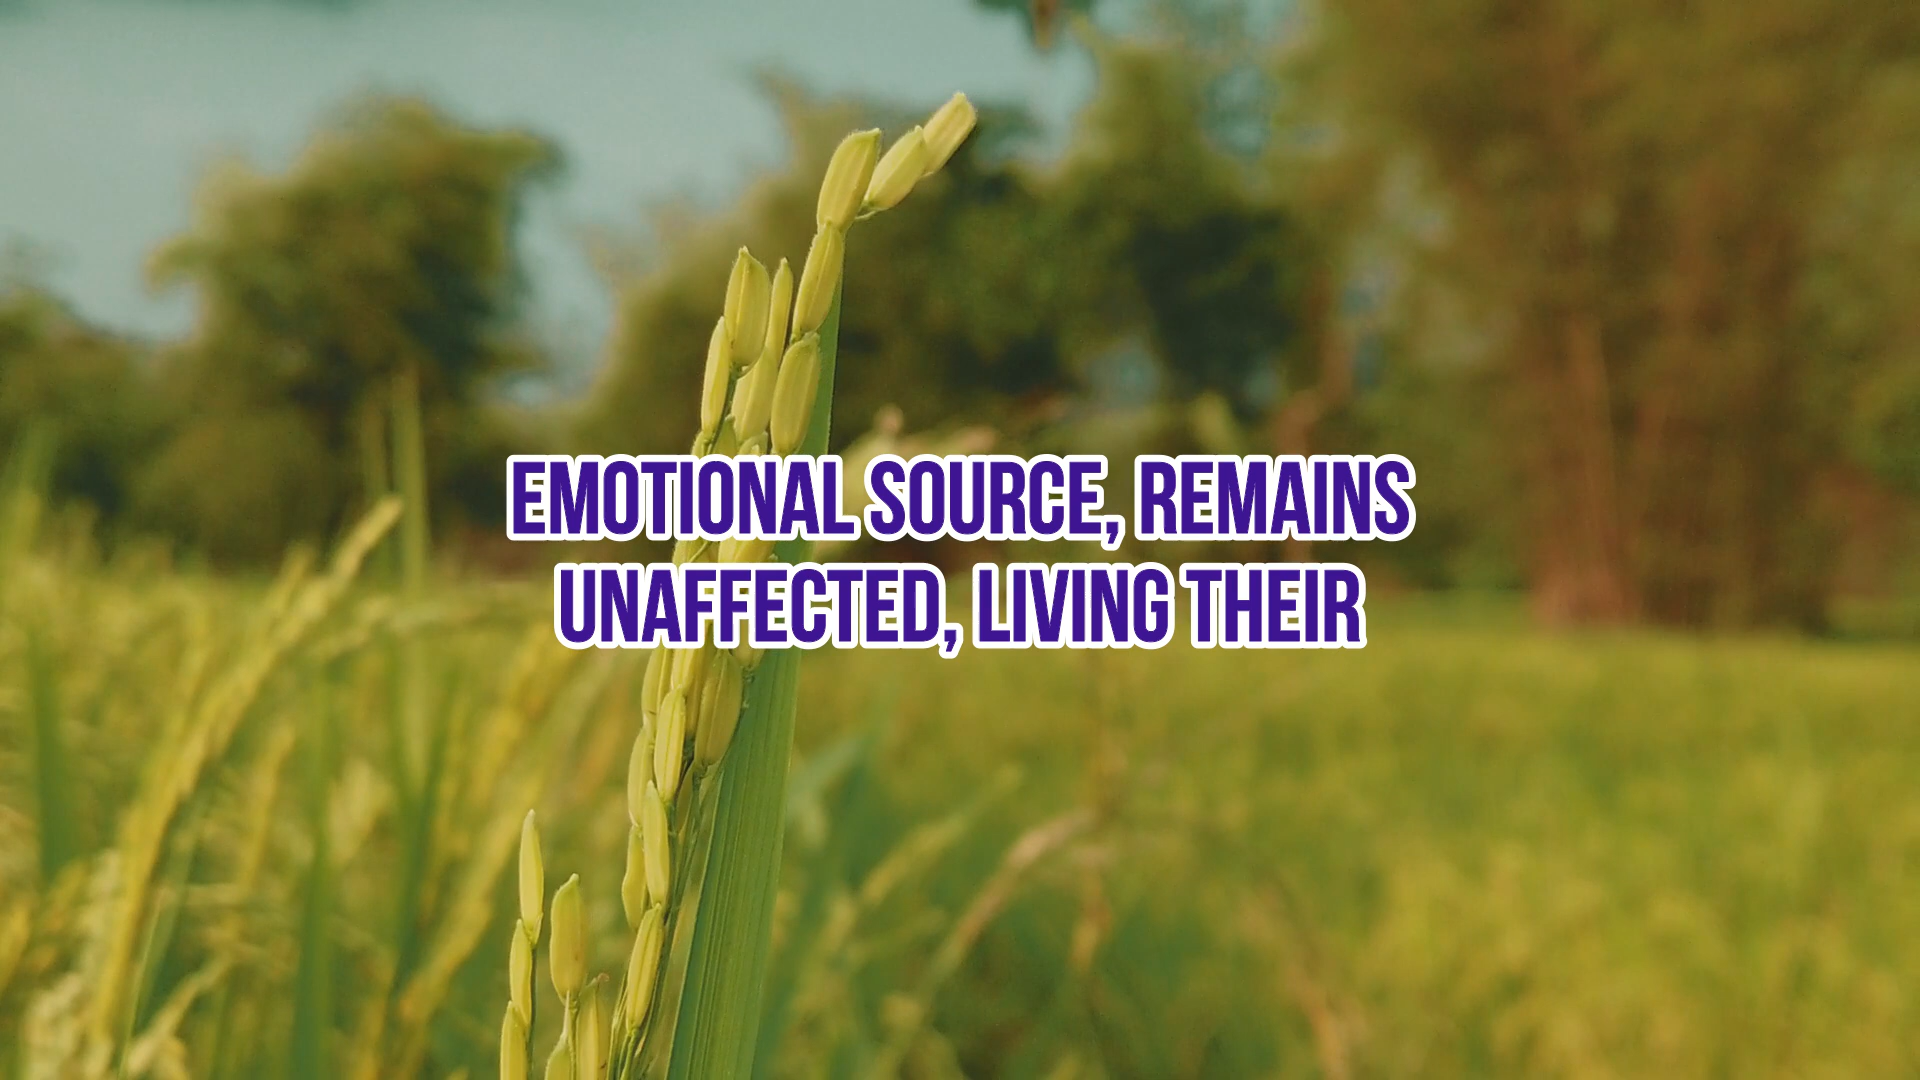 EMOTIONAL SOURCE, REMAINS
UNAFFECTED, LIVING THEIR